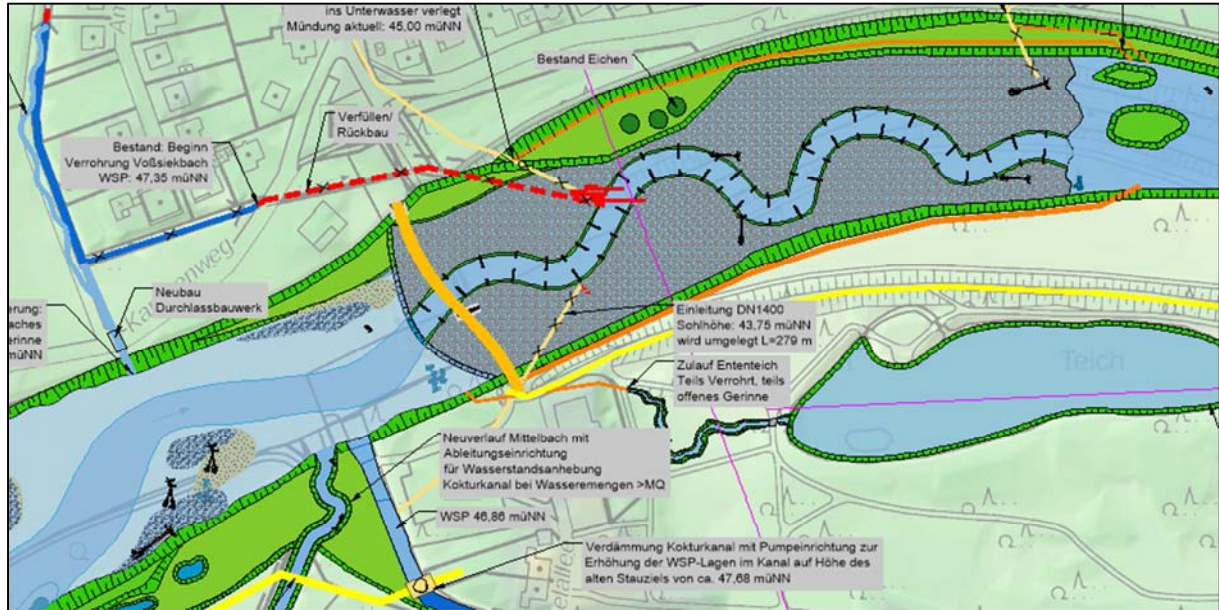 ins Unterwasser verlegt
Mündung aktuell: 45,00 müNN
Bestand Eichen
Verfüllen/
Rückbau
Bestand: Beginn
Verrohrung Voßsiekbach
WSP: 47,35 müNN
Neubau
Durchlassbauwerk
erung:
aches
erinne
müNN
Einleitung DN1400
Sohlhöhe: 43,75 müNN
wird umgelegt L=279 m
Teich
Zulauf Ententeich
Teils Verrohrt, teils
offenes Gerinne
Neuverlauf Mittelbach mit
Ableitungseinrichtung
für Wasserstandsanhebung
Kokturkanal bei Wasseremengen >MQ
WSP 46,86 müNN
Verdämmung Kokturkanal mit Pumpeinrichtung zur
Erhöhung der WSP-Lagen im Kanal auf Höhe des
alten Stauziels von ca. 47,68 müNN